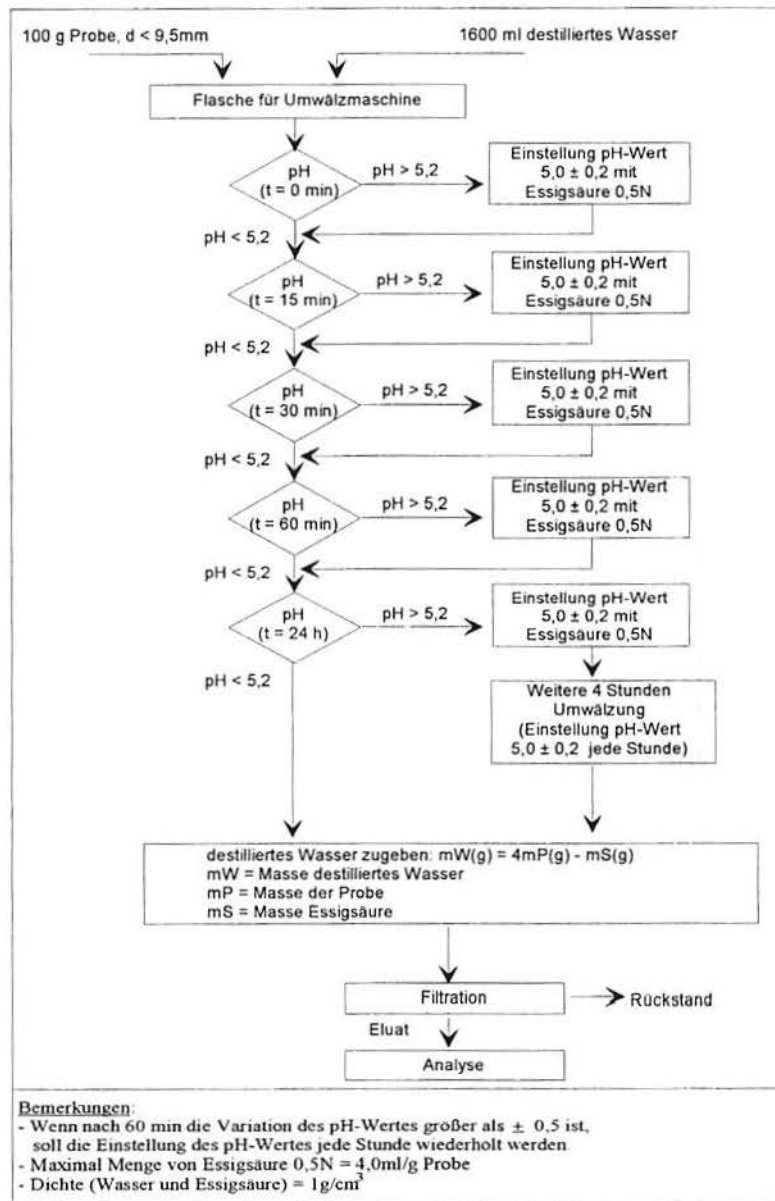 100 g Probe, d < 9,5mm
1600 ml destilliertes Wasser
Flasche für Umwälzmaschine
pH
(t = 0 min)
pH > 5,2
Einstellung pH-Wert
5,0 ± 0,2 mit
Essigsäure 0,5N
pH < 5,2
pH
(t = 15 min)
pH > 5,2
Einstellung pH-Wert
5,0 ± 0,2 mit
Essigsäure 0,5N
pH < 5,2
pH
(t = 30 min)
pH > 5,2
Einstellung pH-Wert
5,0 ± 0,2 mit
Essigsäure 0,5N
pH < 5,2
pH
(t = 60 min)
pH > 5,2
Einstellung pH-Wert
5,0 ± 0,2 mit
Essigsäure 0,5N
pH < 5,2
pH
(t = 24 h)
pH > 5,2
Einstellung pH-Wert
5,0 ± 0,2 mit
Essigsäure 0,5N
pH < 5,2
Weitere 4 Stunden
Umwälzung
(Einstellung pH-Wert
5,0 ± 0,2 jede Stunde)
destilliertes Wasser zugeben: mW(g) = 4mP(g) - mS(g)
mW = Masse destilliertes Wasser
mP = Masse der Probe
mS = Masse Essigsäure
Filtration
Rückstand
Eluat
Analyse
Bemerkungen:
- Wenn nach 60 min die Variation des pH-Wertes größer als ± 0,5 ist,
soll die Einstellung des pH-Wertes jede Stunde wiederholt werden
- Maximal Menge von Essigsäure 0,5N = 4,0ml/g Probe
- Dichte (Wasser und Essigsäure) = 1g/cm³